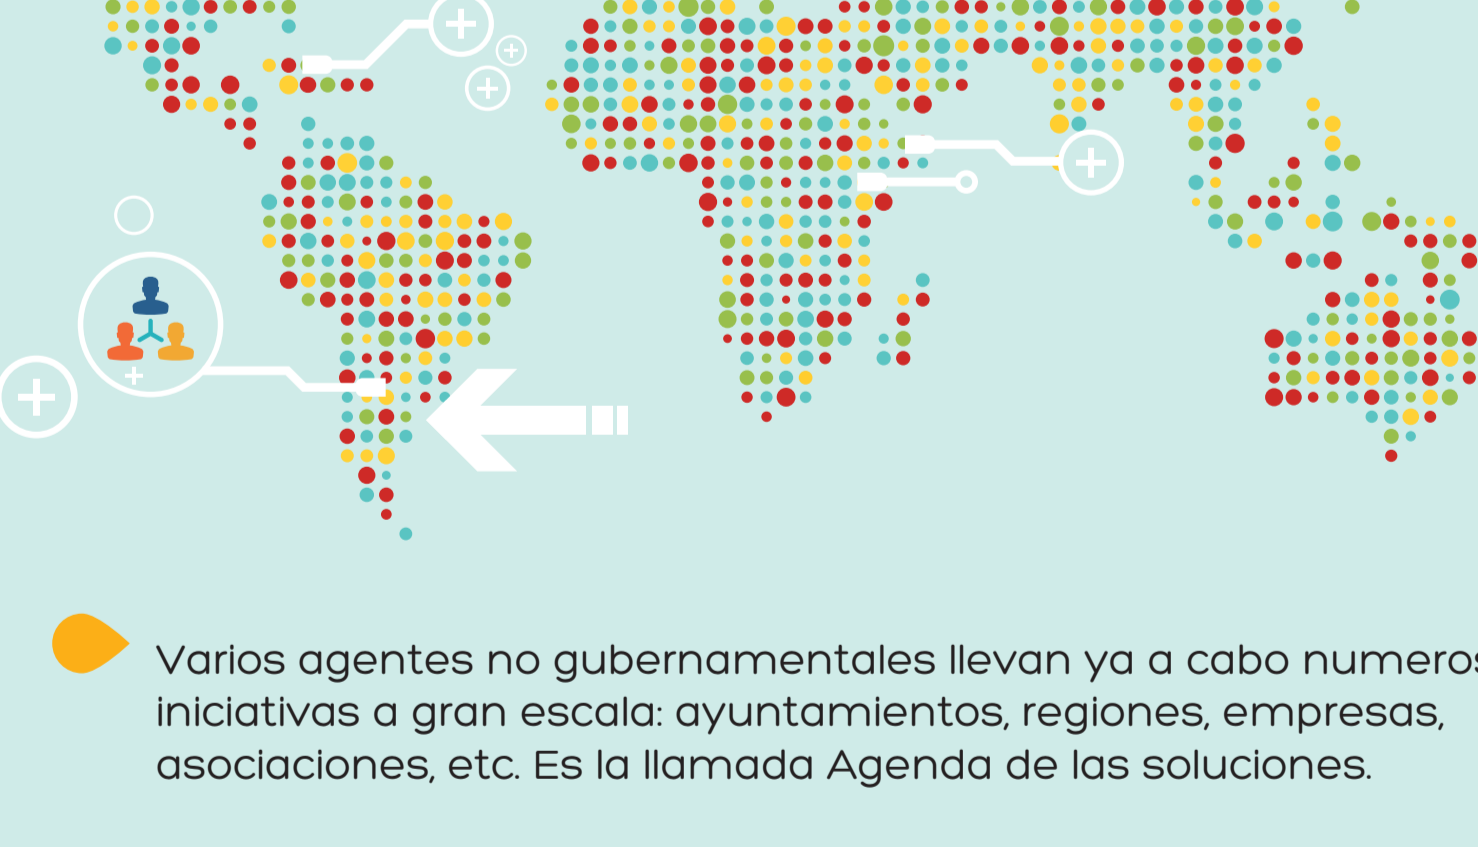 Varios agentes no gubernamentales llevan ya a cabo
iniciativas a gran escala: ayuntamientos, regiones, empresas,
asociaciones, etc. Es la llamada Agenda de las soluciones.